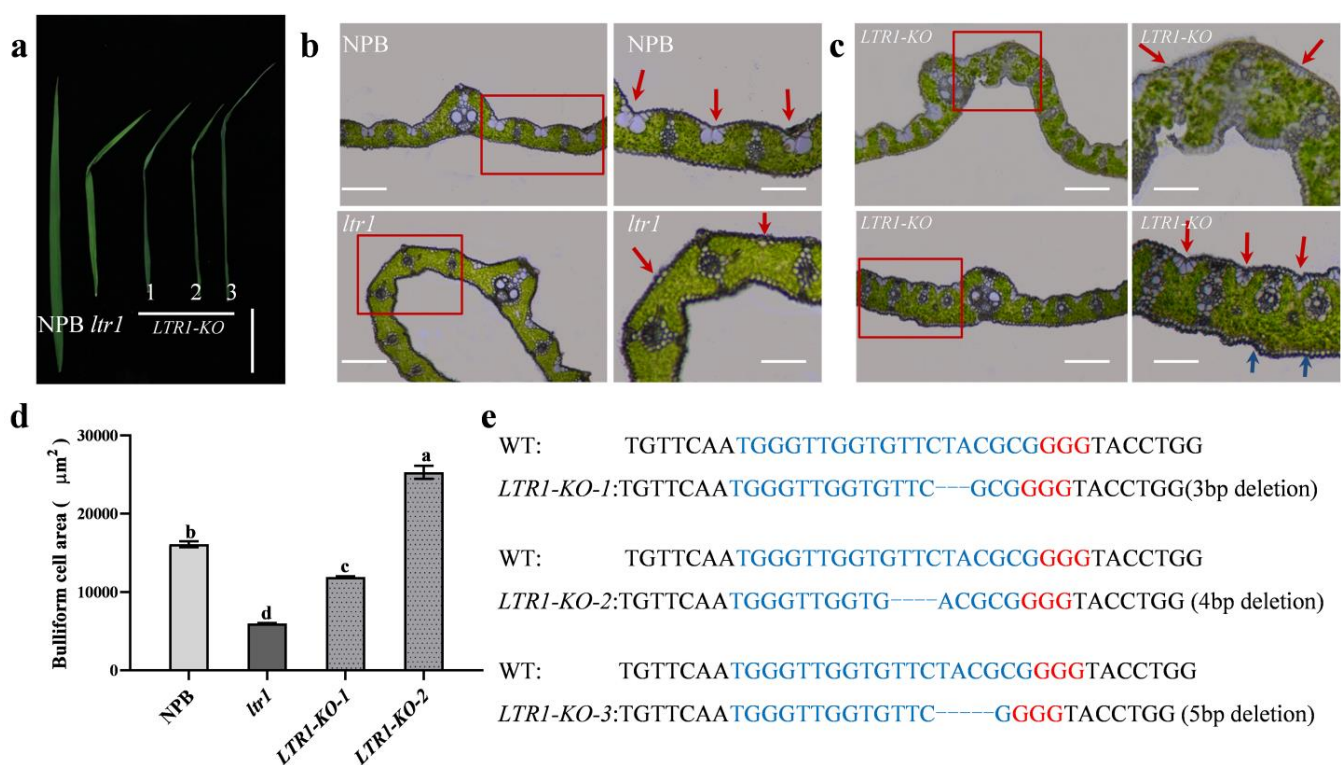 a
NPB ltr1
1 2 3
LTR1-KO
b
NPB
NPB
ltr1
ltr1
c
LTR1-KO
LTR1-KO
LTR1-KO
LTR1-KO
d
Bulliform cell area ( μm²)
30000
20000
10000
0
b
d
c
a
NPB
ltr1
LTR1-KO-1
LTR1-KO-2
e
WT: TGTTCAATGGGTTGGTGTTCTACGCGGGGTACCTGG
LTR1-KO-1:TGTTCAATGGGTTGGTGTTC---GCGGGGTACCTGG(3bp deletion)
WT: TGTTCAATGGGTTGGTGTTCTACGCGGGGTACCTGG
LTR1-KO-2:TGTTCAATGGGTTGGTG----ACGCGGGGTACCTGG (4bp deletion)
WT: TGTTCAATGGGTTGGTGTTCTACGCGGGGTACCTGG
LTR1-KO-3:TGTTCAATGGGTTGGTGTTC-----GGGGTACCTGG (5bp deletion)